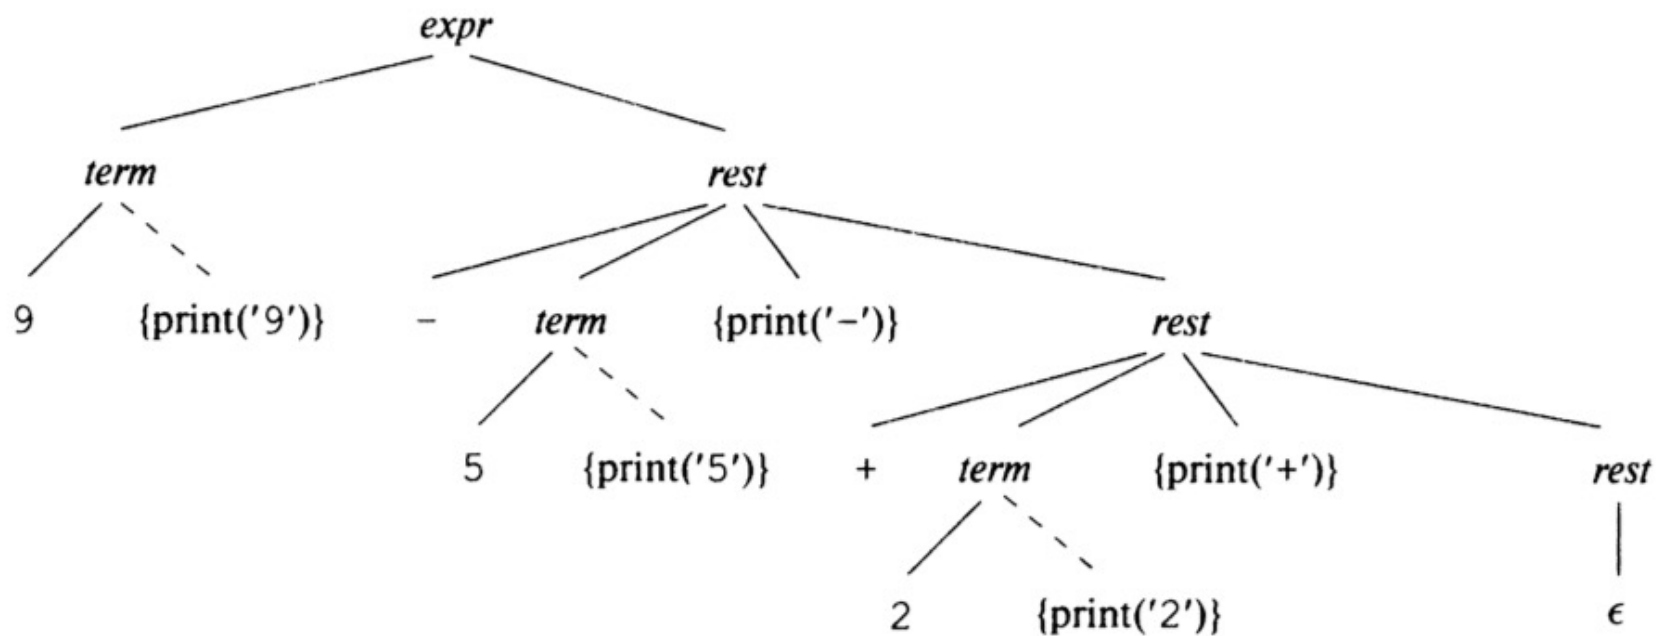 expr
term rest
9 {print('9')} - term {print('-')} rest
5 {print('5')} + term {print('+')} rest
2 {print('2')} ϵ